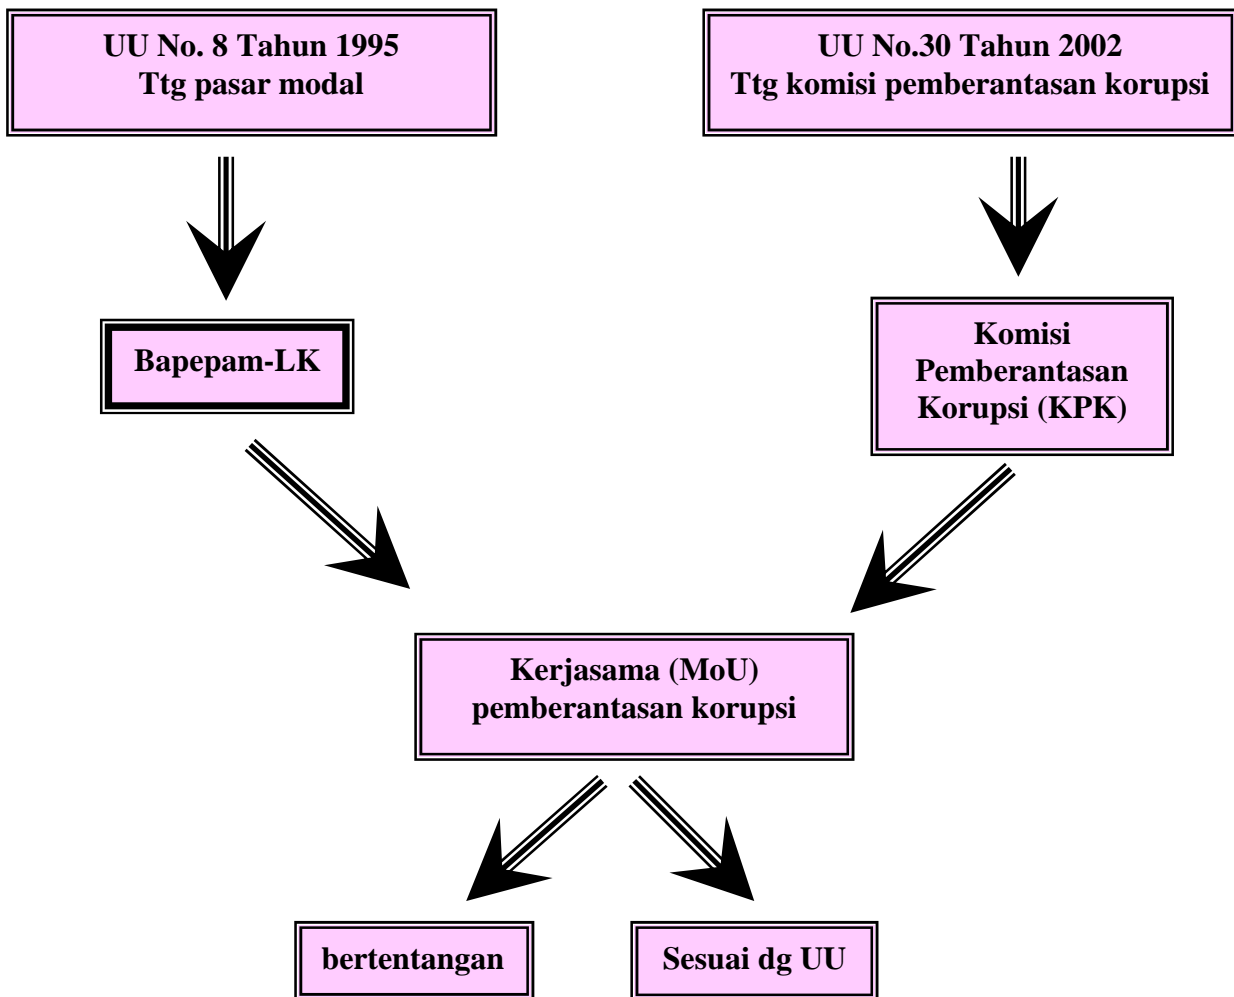 UU No. 8 Tahun 1995
Ttg pasar modal
UU No.30 Tahun 2002
Ttg komisi pemberantasan korupsi
Bapepam-LK
Komisi
Pemberantasan
Korupsi (KPK)
Kerjasama (MoU)
pemberantasan korupsi
bertentangan
Sesuai dg UU